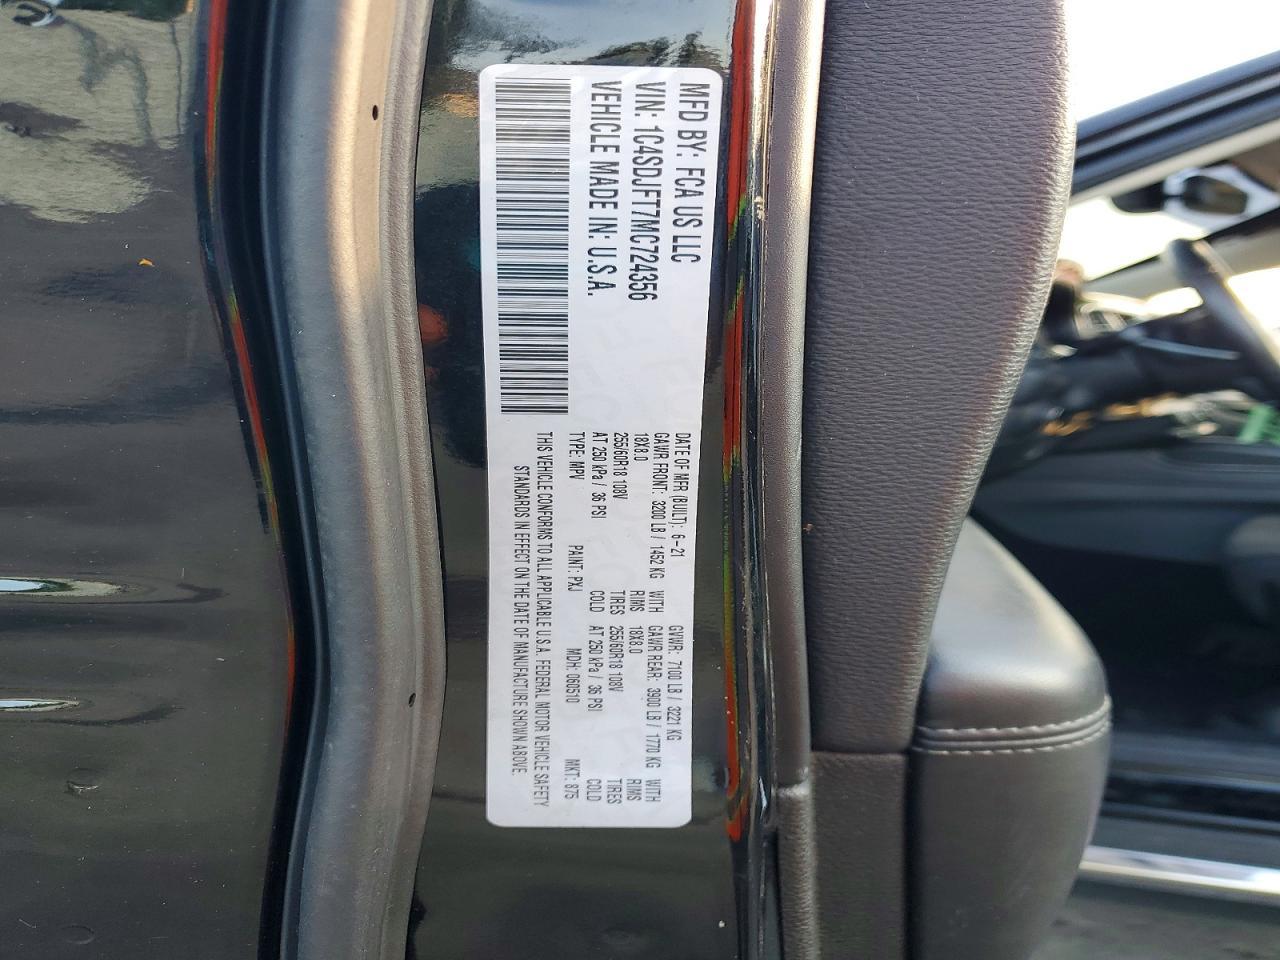 MFD BY: FCA US LLC
VIN: 1C4SDJFT7MC724356
VEHICLE MADE IN: U.S.A.
DATE OF MFR (BUILT): 6-21 GVWR: 7100 LB / 3221 KG
GAWR FRONT: 3200 LB / 1452 KG WITH GAWR REAR: 3900 LB / 1770 KG WITH
18X8.0 RIMS 18X8.0 RIMS
255/60R18 108V TIRES 255/60R18 108V TIRES
AT 250 kPa / 36 PSI COLD AT 250 kPa / 36 PSI COLD
TYPE: MPV PAINT: PXJ MDH: 060510 MKT: 875
THIS VEHICLE CONFORMS TO ALL APPLICABLE U.S.A. FEDERAL MOTOR VEHICLE SAFETY
STANDARDS IN EFFECT ON THE DATE OF MANUFACTURE SHOWN ABOVE.